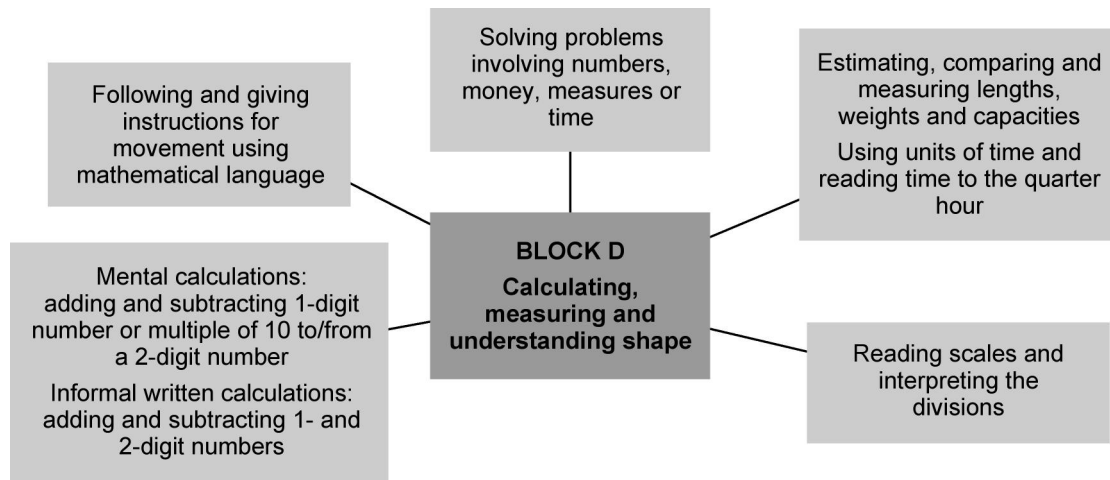 Solving problems
involving numbers,
money, measures or
time
Following and giving
instructions for
movement using
mathematical language
Estimating, comparing and
measuring lengths,
weights and capacities
Using units of time and
reading time to the quarter
hour
BLOCK D
Calculating,
measuring and
understanding shape
Mental calculations:
adding and subtracting 1-digit
number or multiple of 10 to/from
a 2-digit number
Informal written calculations:
adding and subtracting 1- and
2-digit numbers
Reading scales and
interpreting the
divisions